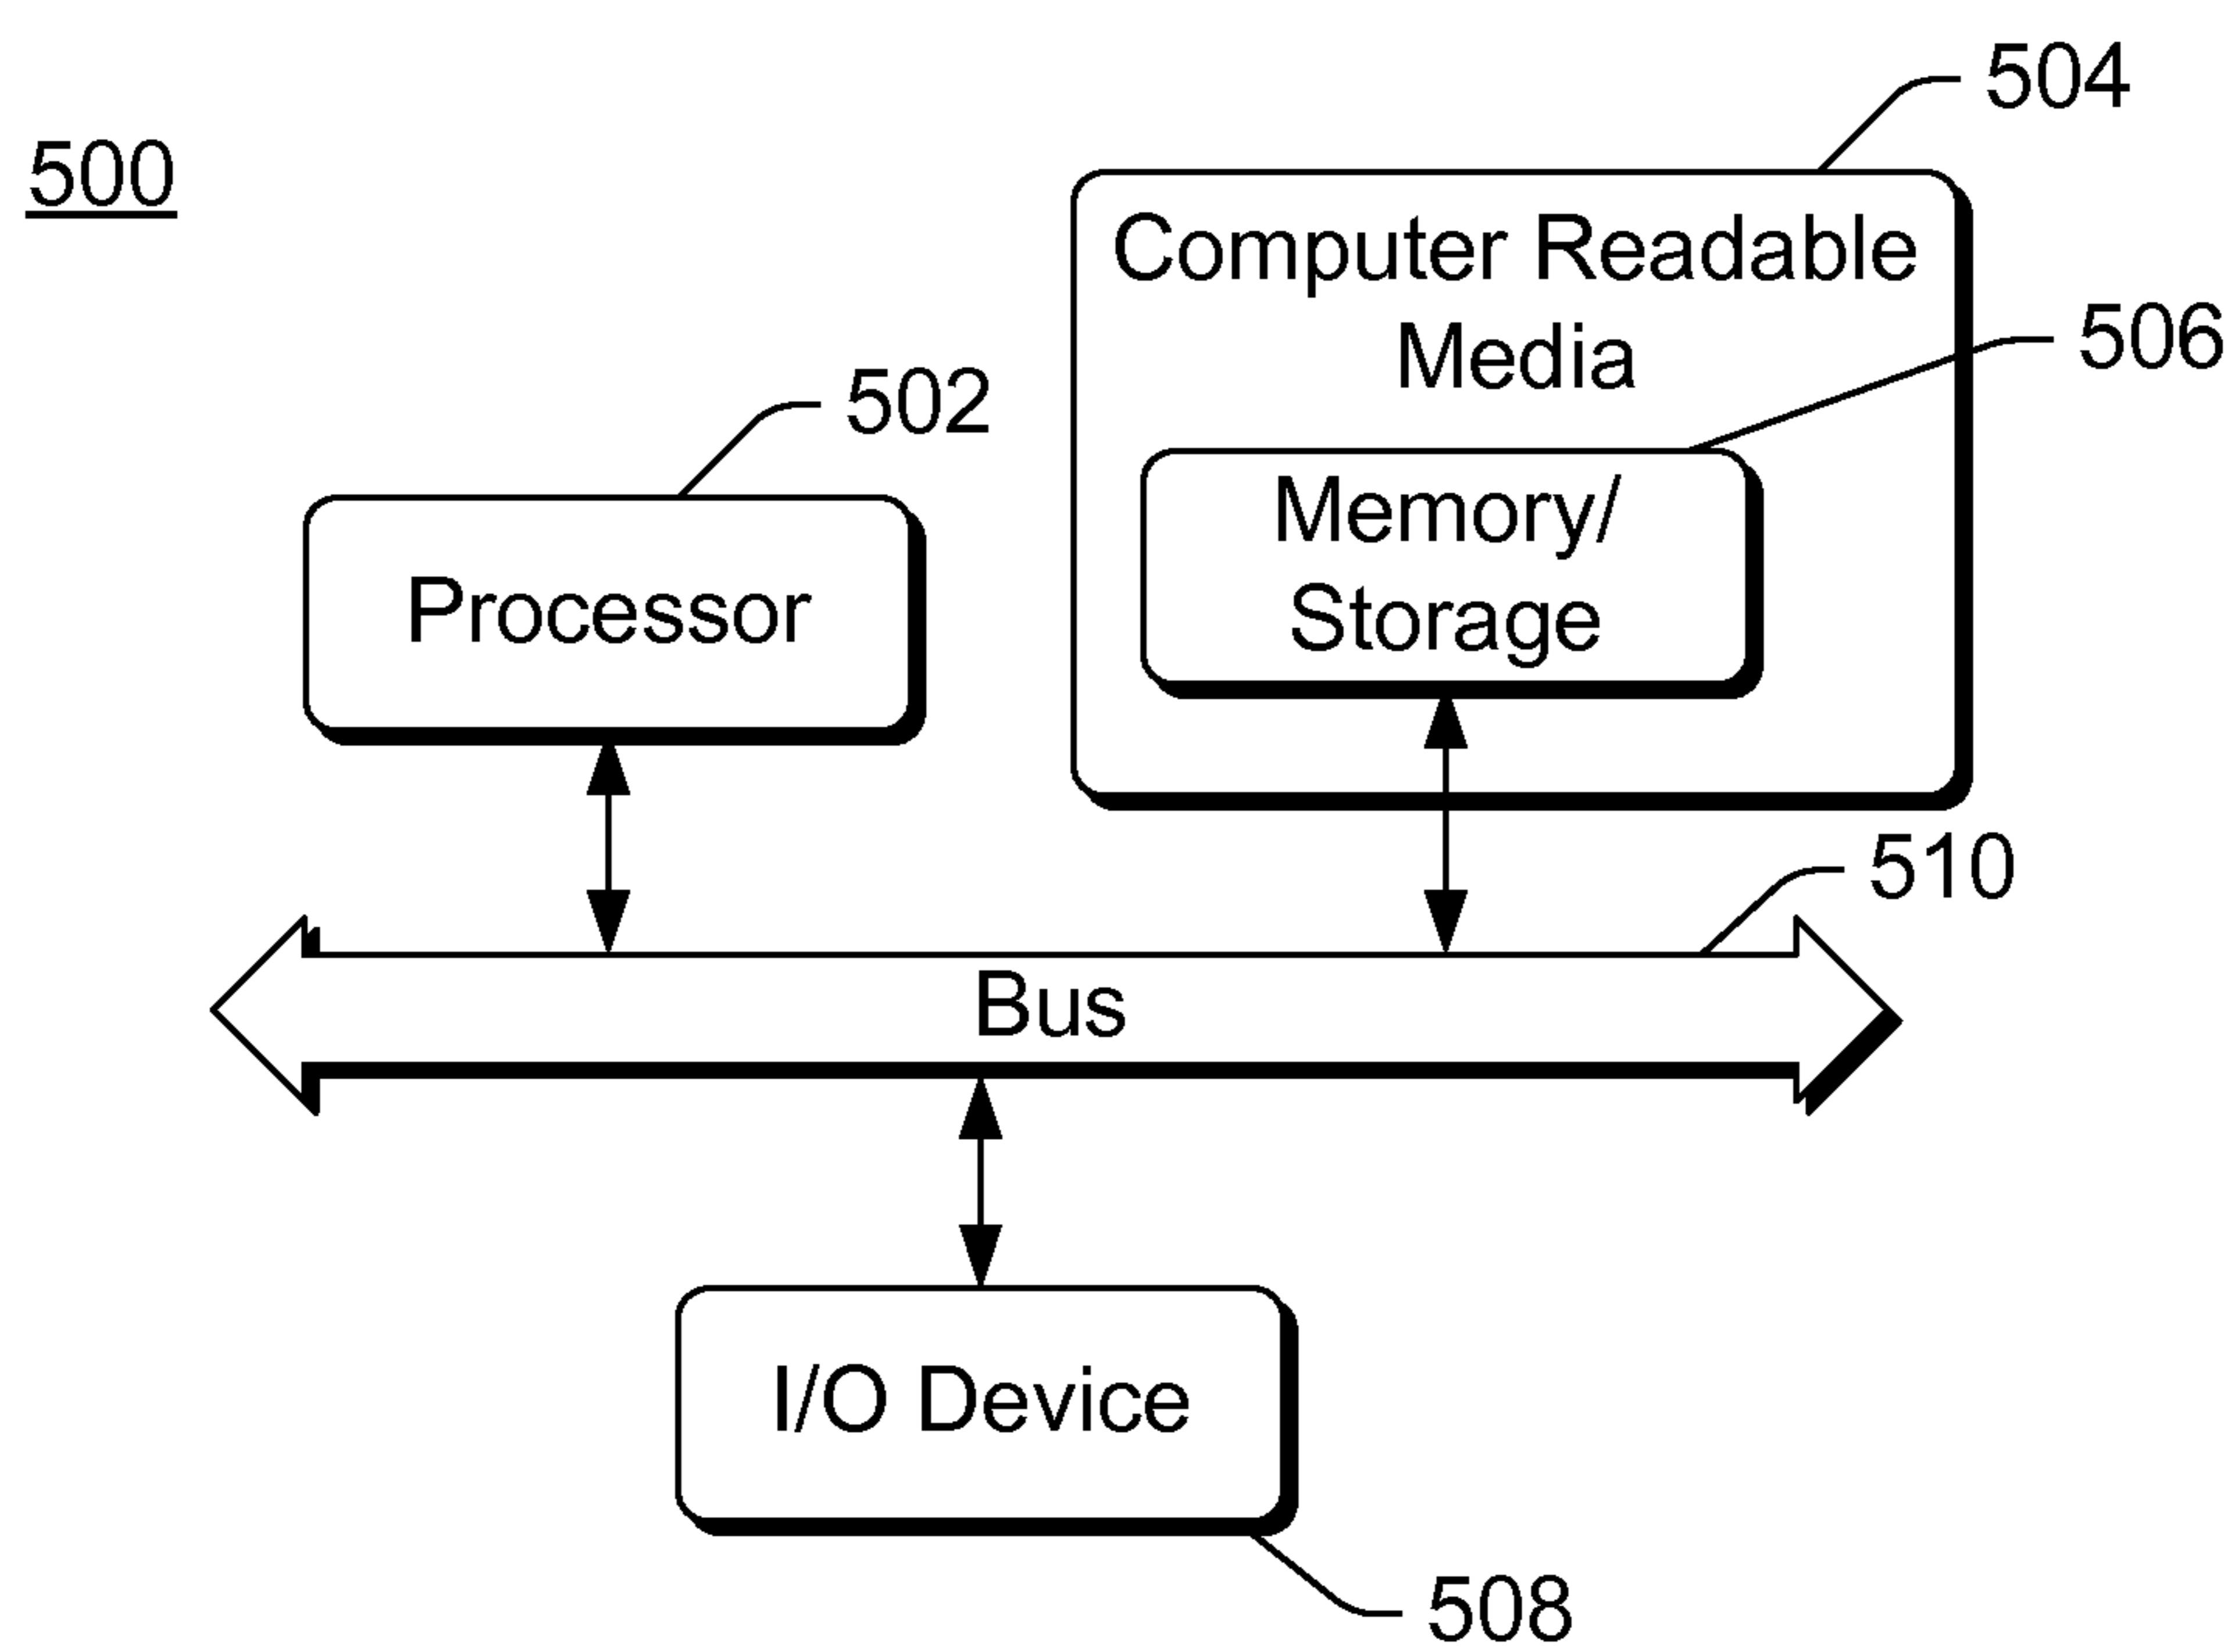 504
500
Computer Readable
Media
506
502
Memory/
Storage
Processor
510
Bus
I/O Device
508